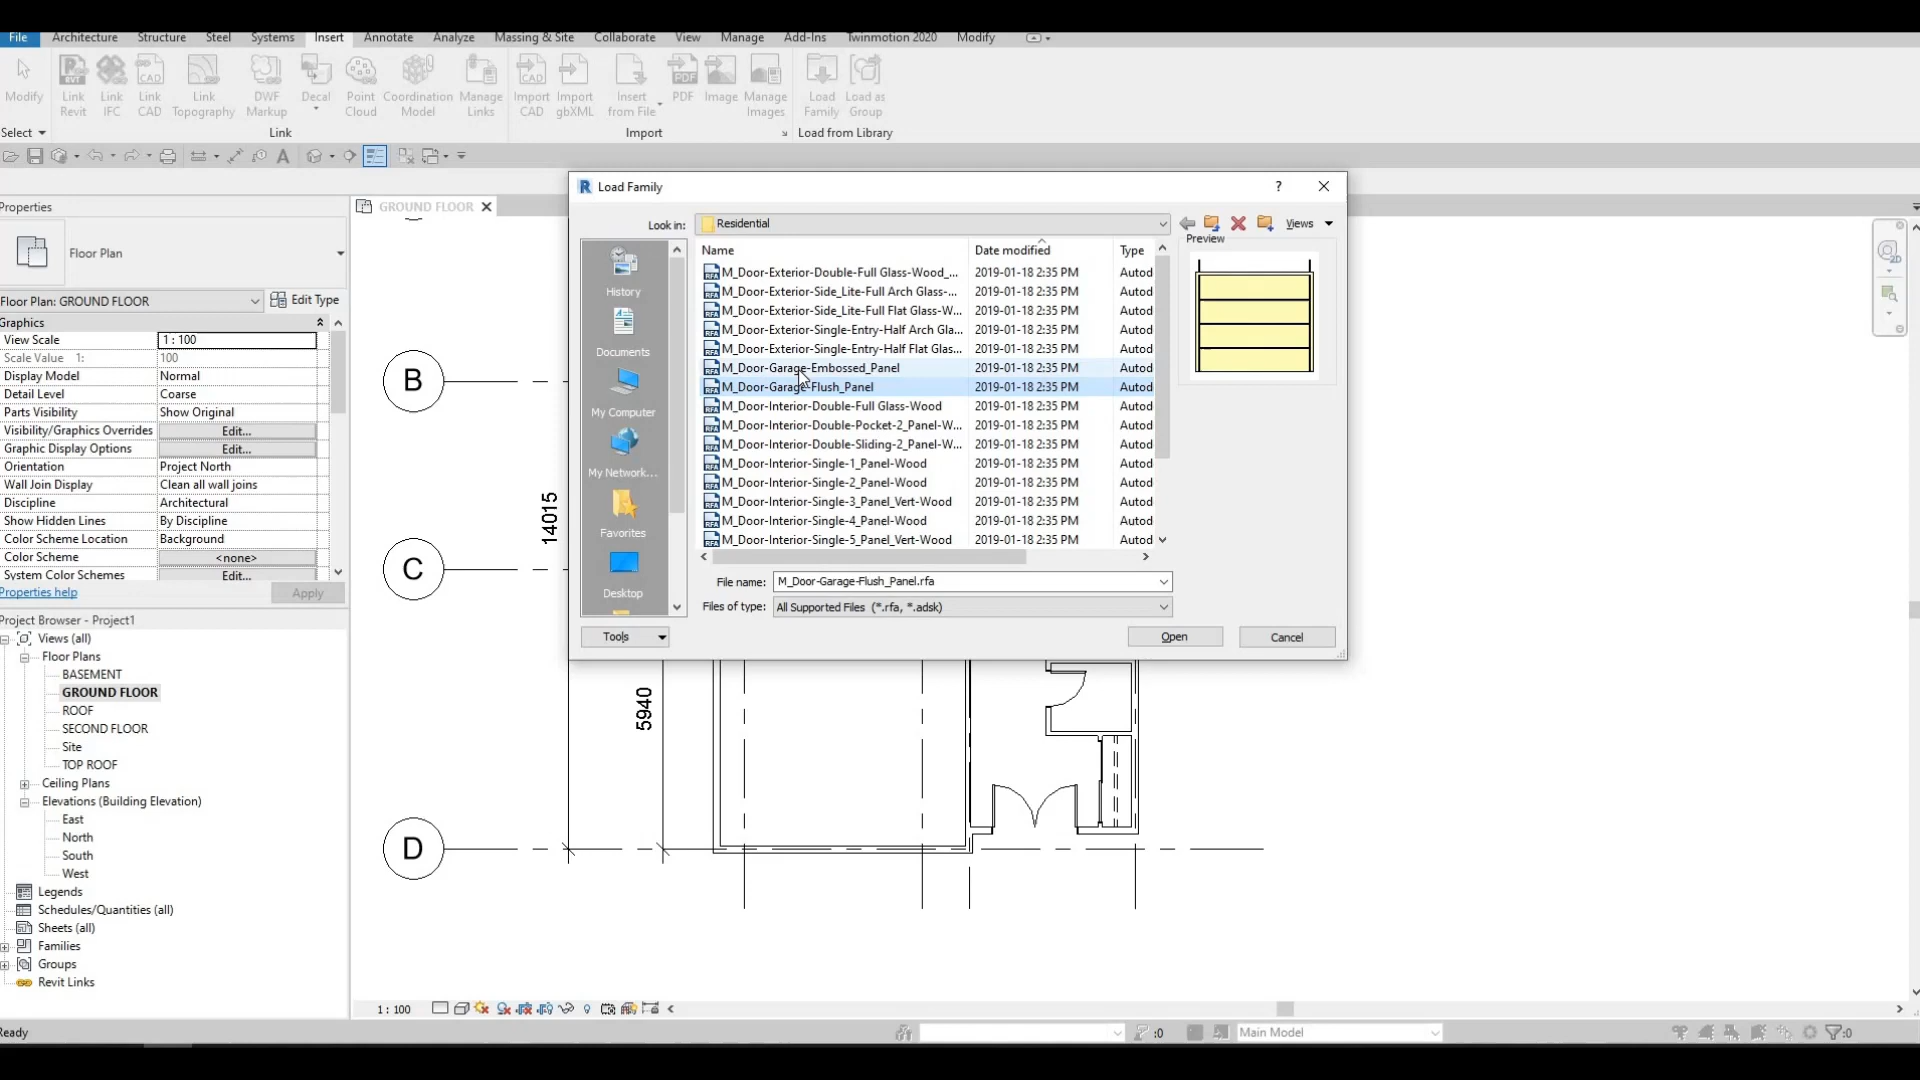 File Architecture Structure Steel Systems Insert Annotate Analyze Massing & Site Collaborate View Manage Add-Ins Twinmotion 2020 Modify
Modify
Link Revit
Link IFC
Link CAD
Link Topography
DWF Markup
Decal
Point Cloud
Coordination Model
Manage Links
Import CAD
Import gbXML
Insert from File
PDF
Image
Manage Images
Load Family
Load as Group
Select
Link
Import
Load from Library
Properties
GROUND FLOOR
Floor Plan
Floor Plan: GROUND FLOOR
Edit Type
Graphics
View Scale 1 : 100
Scale Value 1: 100
Display Model Normal
Detail Level Coarse
Parts Visibility Show Original
Visibility/Graphics Overrides Edit...
Graphic Display Options Edit...
Orientation Project North
Wall Join Display Clean all wall joins
Discipline Architectural
Show Hidden Lines By Discipline
Color Scheme Location Background
Color Scheme <none>
System Color Schemes Edit...
Properties help
Apply
Project Browser - Project1
Views (all)
Floor Plans
BASEMENT
GROUND FLOOR
ROOF
SECOND FLOOR
Site
TOP ROOF
Ceiling Plans
Elevations (Building Elevation)
East
North
South
West
Legends
Schedules/Quantities (all)
Sheets (all)
Families
Groups
Revit Links
B
C
D
14015
5940
Load Family
?
Look in: Residential
Views
Preview
History
Documents
My Computer
My Network...
Favorites
Desktop
Name Date modified Type
M_Door-Exterior-Double-Full Glass-Wood_... 2019-01-18 2:35 PM Autod
M_Door-Exterior-Side_Lite-Full Arch Glass-... 2019-01-18 2:35 PM Autod
M_Door-Exterior-Side_Lite-Full Flat Glass-W... 2019-01-18 2:35 PM Autod
M_Door-Exterior-Single-Entry-Half Arch Gla... 2019-01-18 2:35 PM Autod
M_Door-Exterior-Single-Entry-Half Flat Glas... 2019-01-18 2:35 PM Autod
M_Door-Garage-Embossed_Panel 2019-01-18 2:35 PM Autod
M_Door-Garage-Flush_Panel 2019-01-18 2:35 PM Autod
M_Door-Interior-Double-Full Glass-Wood 2019-01-18 2:35 PM Autod
M_Door-Interior-Double-Pocket-2_Panel-W... 2019-01-18 2:35 PM Autod
M_Door-Interior-Double-Sliding-2_Panel-W... 2019-01-18 2:35 PM Autod
M_Door-Interior-Single-1_Panel-Wood 2019-01-18 2:35 PM Autod
M_Door-Interior-Single-2_Panel-Wood 2019-01-18 2:35 PM Autod
M_Door-Interior-Single-3_Panel_Vert-Wood 2019-01-18 2:35 PM Autod
M_Door-Interior-Single-4_Panel-Wood 2019-01-18 2:35 PM Autod
M_Door-Interior-Single-5_Panel_Vert-Wood 2019-01-18 2:35 PM Autod
File name: M_Door-Garage-Flush_Panel.rfa
Files of type: All Supported Files (*.rfa, *.adsk)
Tools
Open
Cancel
1 : 100
Ready
:0
Main Model
:0